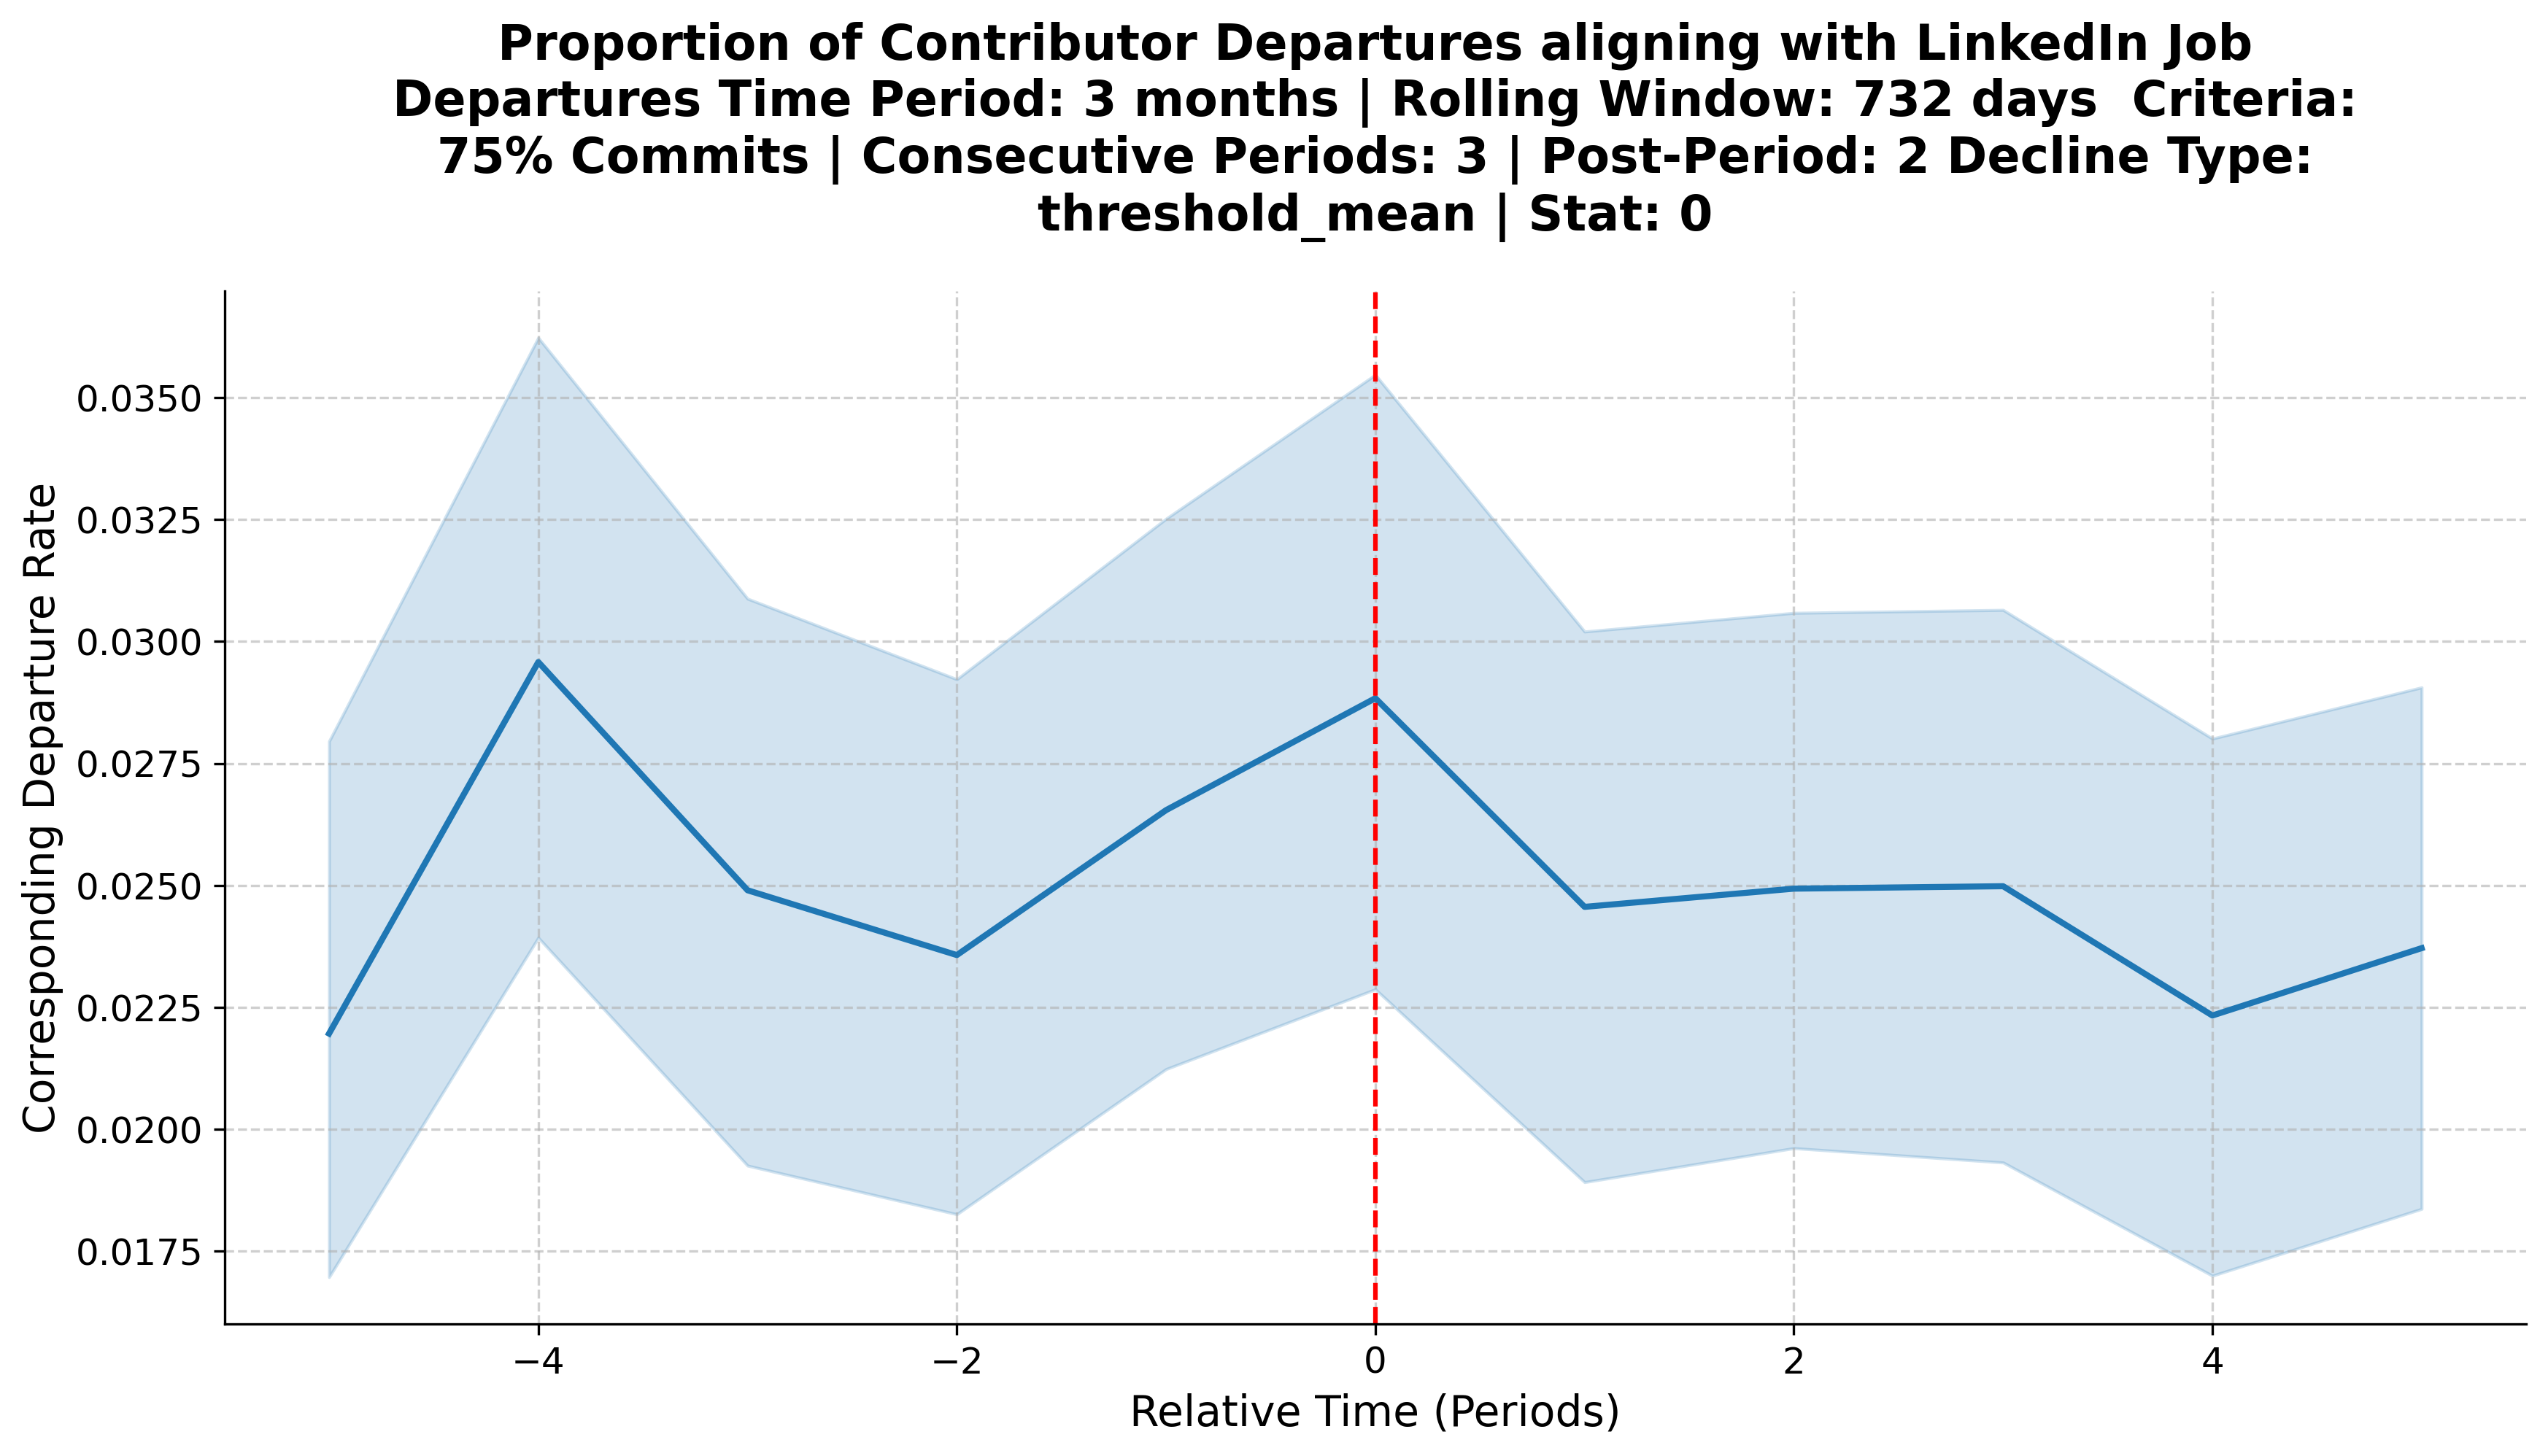 Proportion of Contributor Departures aligning with LinkedIn Job
Departures Time Period: 3 months | Rolling Window: 732 days  Criteria:
75% Commits | Consecutive Periods: 3 | Post-Period: 2 Decline Type:
threshold_mean | Stat: 0
Corresponding Departure Rate
0.0350
0.0325
0.0300
0.0275
0.0250
0.0225
0.0200
0.0175
−4
−2
0
2
4
Relative Time (Periods)